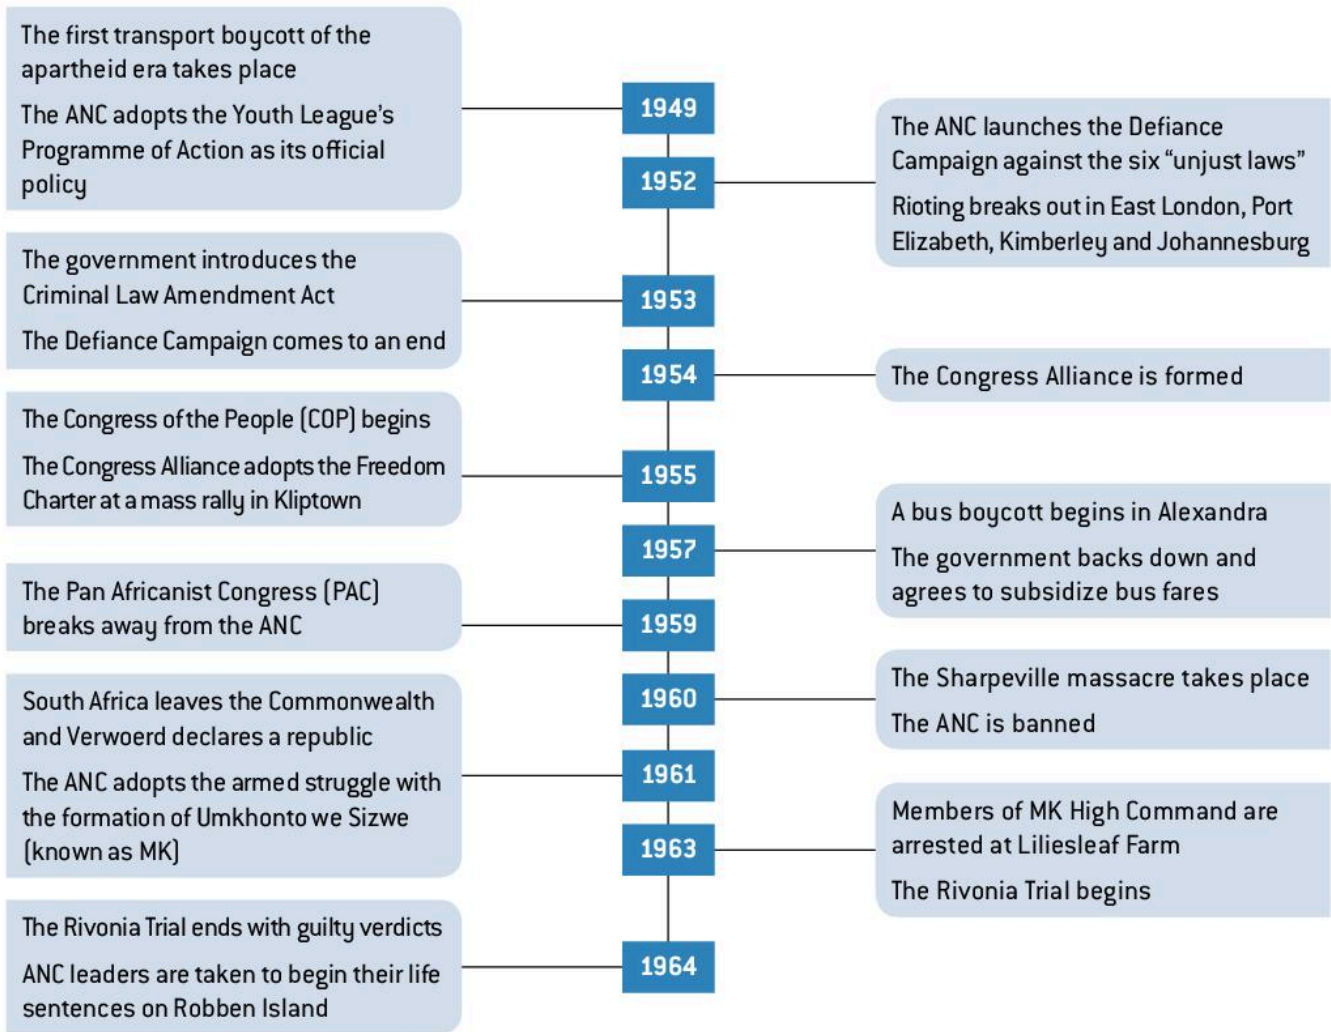 The first transport boycott of the
apartheid era takes place
The ANC adopts the Youth League's
Programme of Action as its official
policy
1949
1952
The ANC launches the Defiance
Campaign against the six “unjust laws”
Rioting breaks out in East London, Port
Elizabeth, Kimberley and Johannesburg
The government introduces the
Criminal Law Amendment Act
The Defiance Campaign comes to an end
1953
1954
The Congress Alliance is formed
The Congress of the People (COP) begins
The Congress Alliance adopts the Freedom
Charter at a mass rally in Kliptown
1955
1957
A bus boycott begins in Alexandra
The government backs down and
agrees to subsidize bus fares
The Pan Africanist Congress (PAC)
breaks away from the ANC
1959
1960
The Sharpeville massacre takes place
The ANC is banned
South Africa leaves the Commonwealth
and Verwoerd declares a republic
The ANC adopts the armed struggle with
the formation of Umkhonto we Sizwe
(known as MK)
1961
1963
Members of MK High Command are
arrested at Liliesleaf Farm
The Rivonia Trial begins
The Rivonia Trial ends with guilty verdicts
ANC leaders are taken to begin their life
sentences on Robben Island
1964